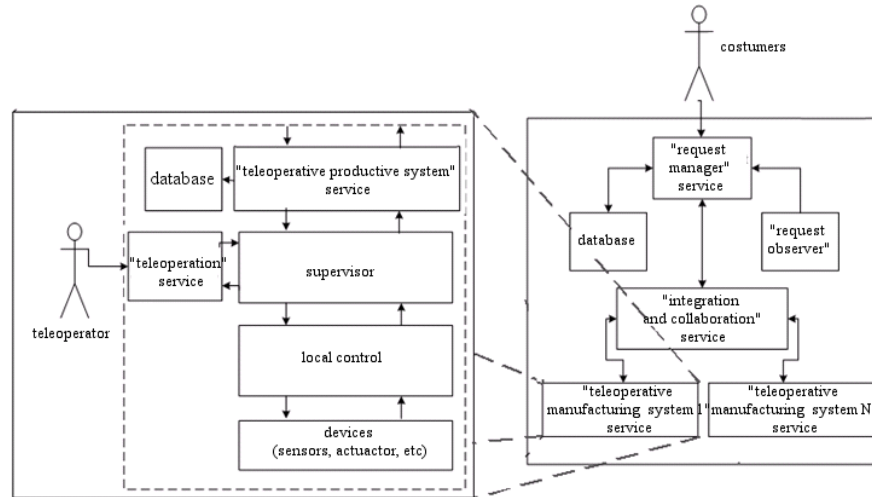 costumers
"teleoperative productive system"
service
database
"teleoperation"
service
supervisor
teleoperator
local control
devices
(sensors, actuactor, etc)
"request
manager"
service
database
"request
observer"
"integration
and collaboration"
service
"teleoperative
manufacturing system 1"
service
"teleoperative
manufacturing system N
service